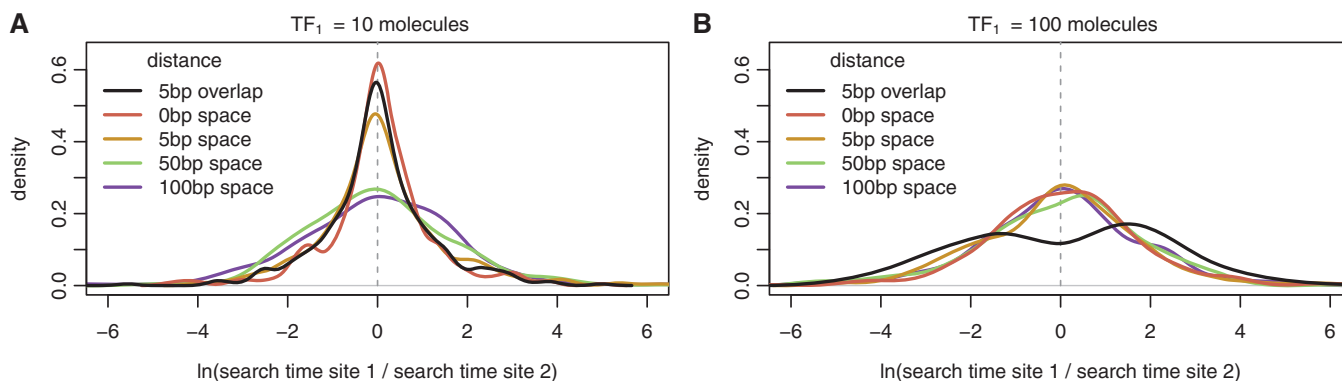 A
TF1 = 10 molecules
distance
5bp overlap
0bp space
5bp space
50bp space
100bp space
density
0.0
0.2
0.4
0.6
−6
−4
−2
0
2
4
6
ln(search time site 1 / search time site 2)
B
TF1 = 100 molecules
distance
5bp overlap
0bp space
5bp space
50bp space
100bp space
density
0.0
0.2
0.4
0.6
−6
−4
−2
0
2
4
6
ln(search time site 1 / search time site 2)